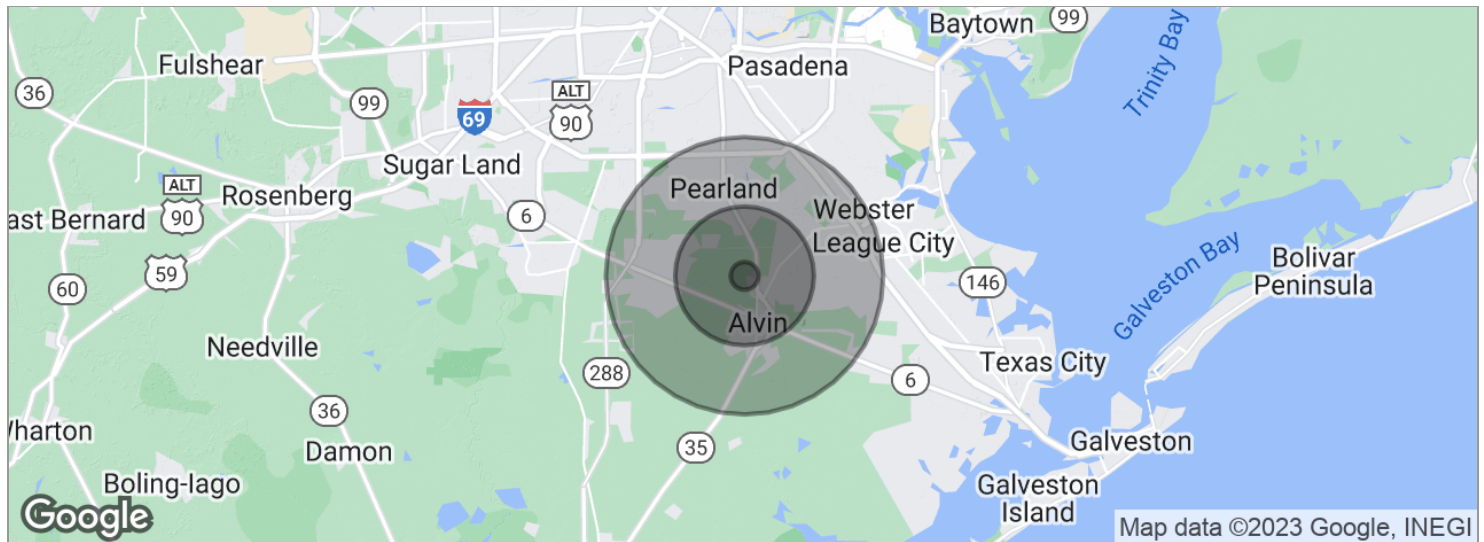 Baytown
99
Fulshear
Pasadena
Trinity Bay
36
99
69
ALT
90
Sugar Land
ALT
90
Rosenberg
Pearland
ast Bernard
6
Webster
League City
59
60
146
Galveston Bay
Bolivar
Peninsula
Alvin
Needville
288
Texas City
6
36
Wharton
Damon
35
Galveston
Boling-Iago
Galveston
Island
Google
Map data ©2023 Google, INEGI